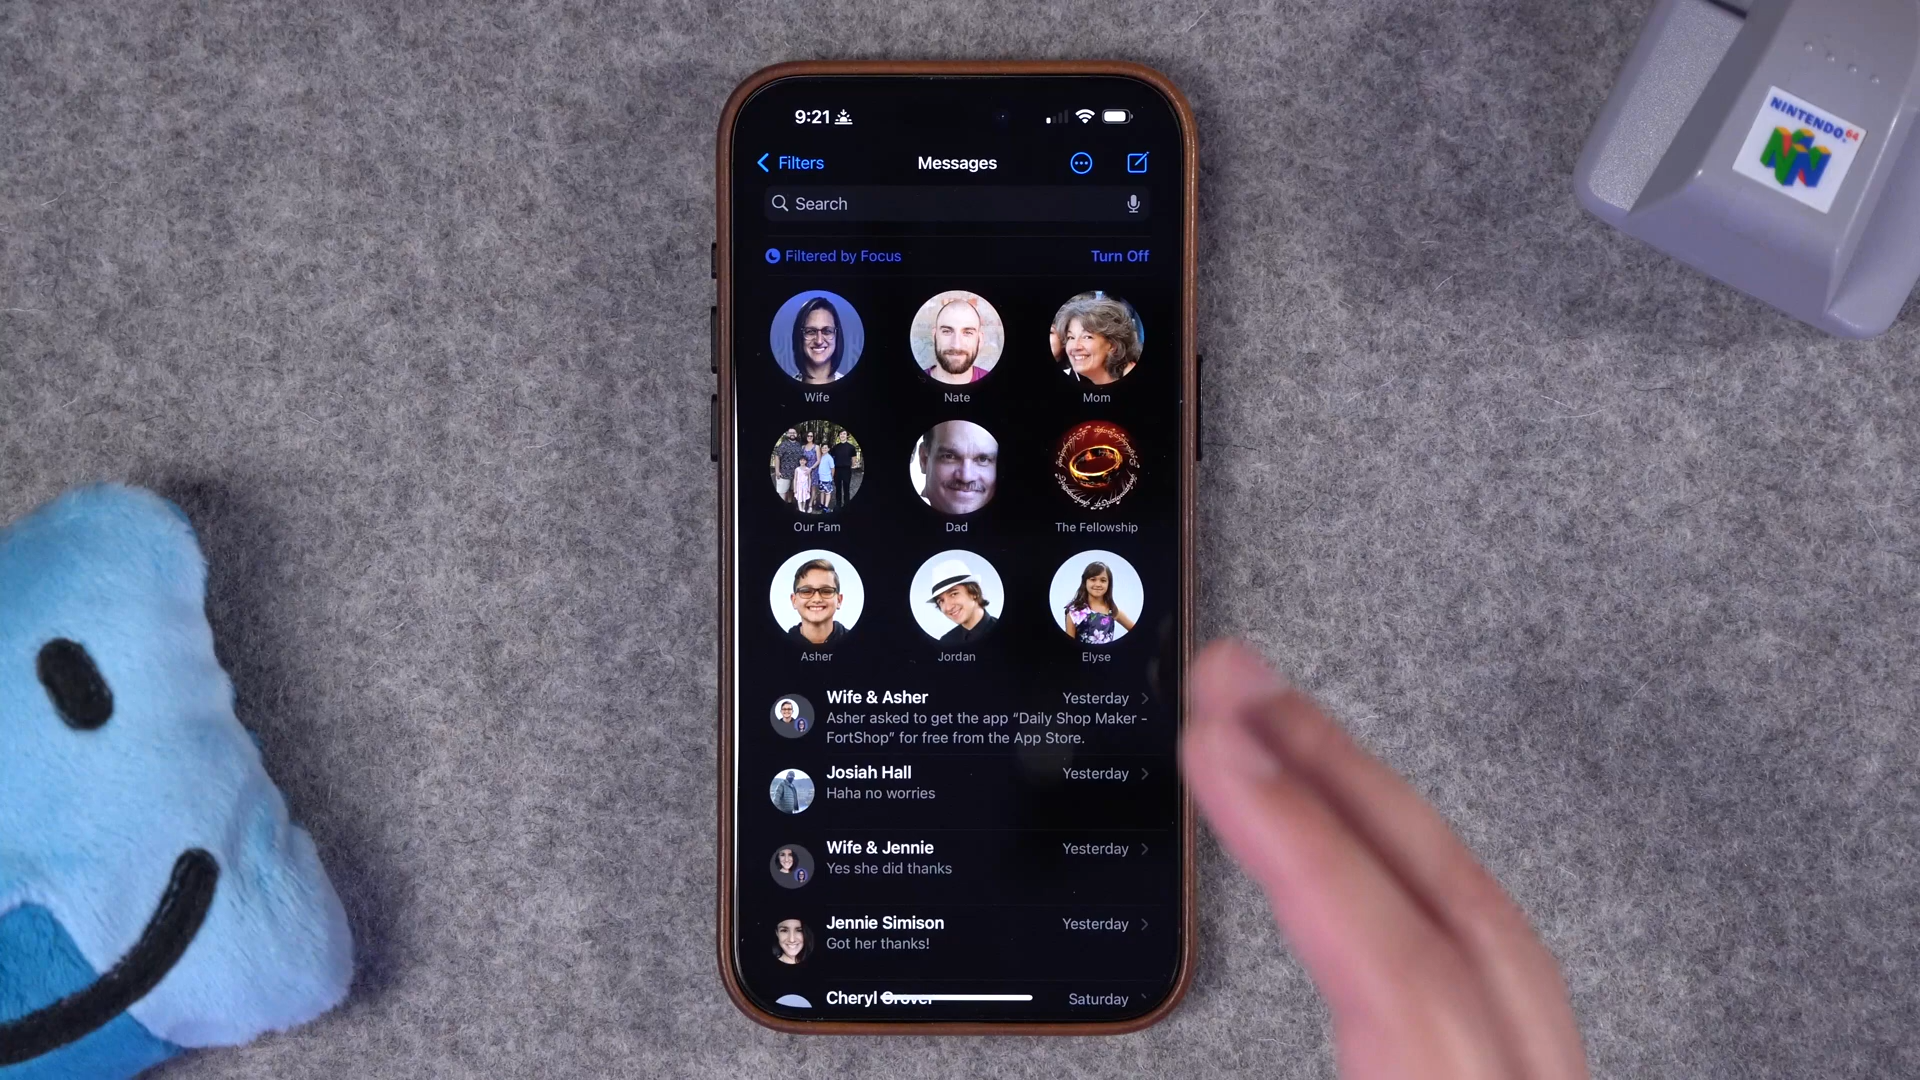 9:21
Filters
Messages
Search
Filtered by Focus
Turn Off
Wife
Nate
Mom
Our Fam
Dad
The Fellowship
Asher
Jordan
Elyse
Wife & Asher
Yesterday
Asher asked to get the app “Daily Shop Maker -
FortShop” for free from the App Store.
Josiah Hall
Yesterday
Haha no worries
Wife & Jennie
Yesterday
Yes she did thanks
Jennie Simison
Yesterday
Got her thanks!
Cheryl Grover
Saturday
NINTENDO 64